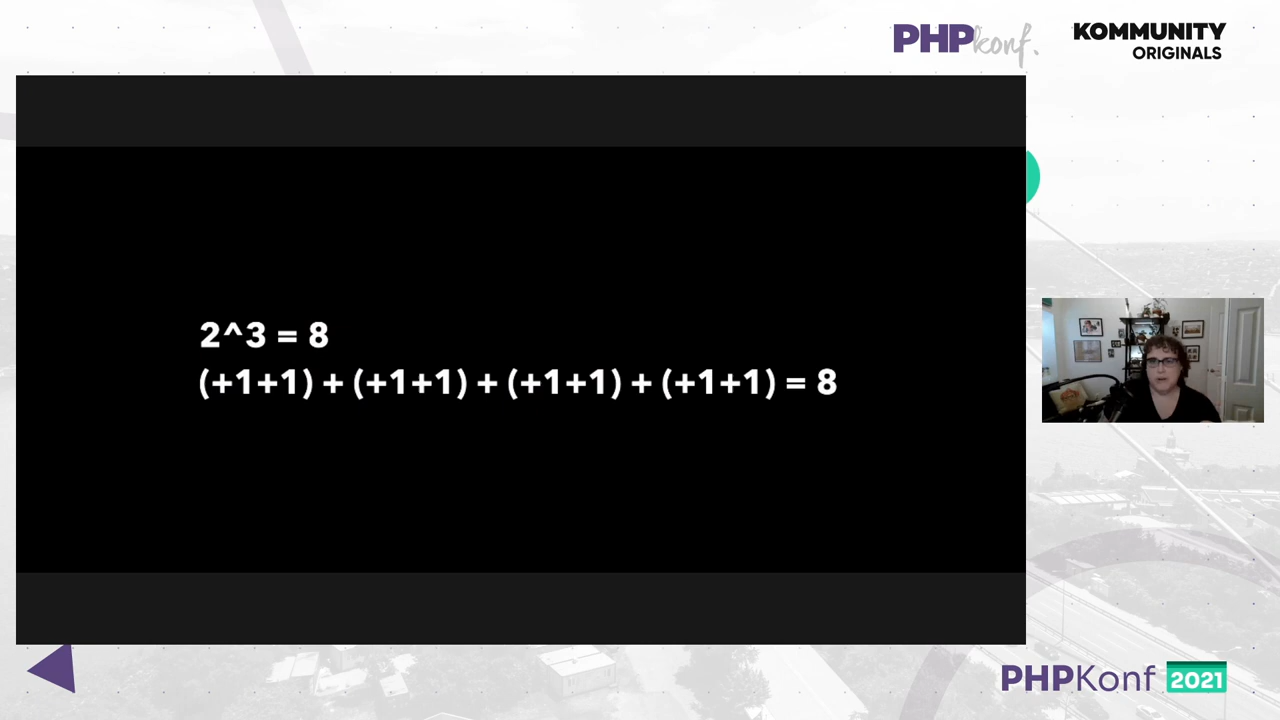 PHPkonf.
KOMMUNITY
ORIGINALS
2^3 = 8
(+1+1) + (+1+1) + (+1+1) + (+1+1) = 8
PHPKonf 2021